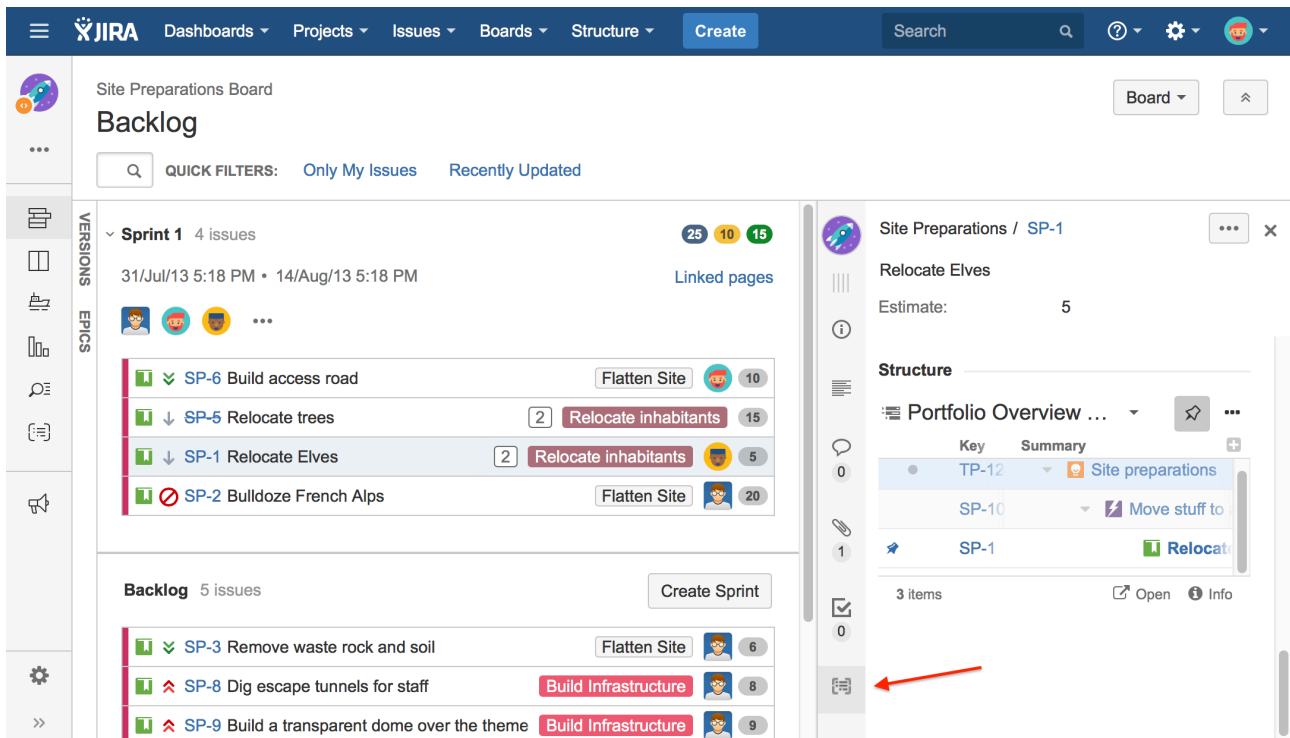 JIRA Dashboards Projects Issues Boards Structure Create Search
Site Preparations Board
Board
Backlog
QUICK FILTERS: Only My Issues Recently Updated
VERSIONS
EPICS
Sprint 1 4 issues 25 10 15
31/Jul/13 5:18 PM • 14/Aug/13 5:18 PM Linked pages
SP-6 Build access road Flatten Site 10
SP-5 Relocate trees 2 Relocate inhabitants 15
SP-1 Relocate Elves 2 Relocate inhabitants 5
SP-2 Bulldoze French Alps Flatten Site 20
Backlog 5 issues Create Sprint
SP-3 Remove waste rock and soil Flatten Site 6
SP-8 Dig escape tunnels for staff Build Infrastructure 8
SP-9 Build a transparent dome over the theme Build Infrastructure 9
0
1
0
Site Preparations / SP-1
Relocate Elves
Estimate: 5
Structure
Portfolio Overview ...
Key Summary
TP-12 Site preparations
SP-10 Move stuff to
SP-1 Relocat
3 items Open Info